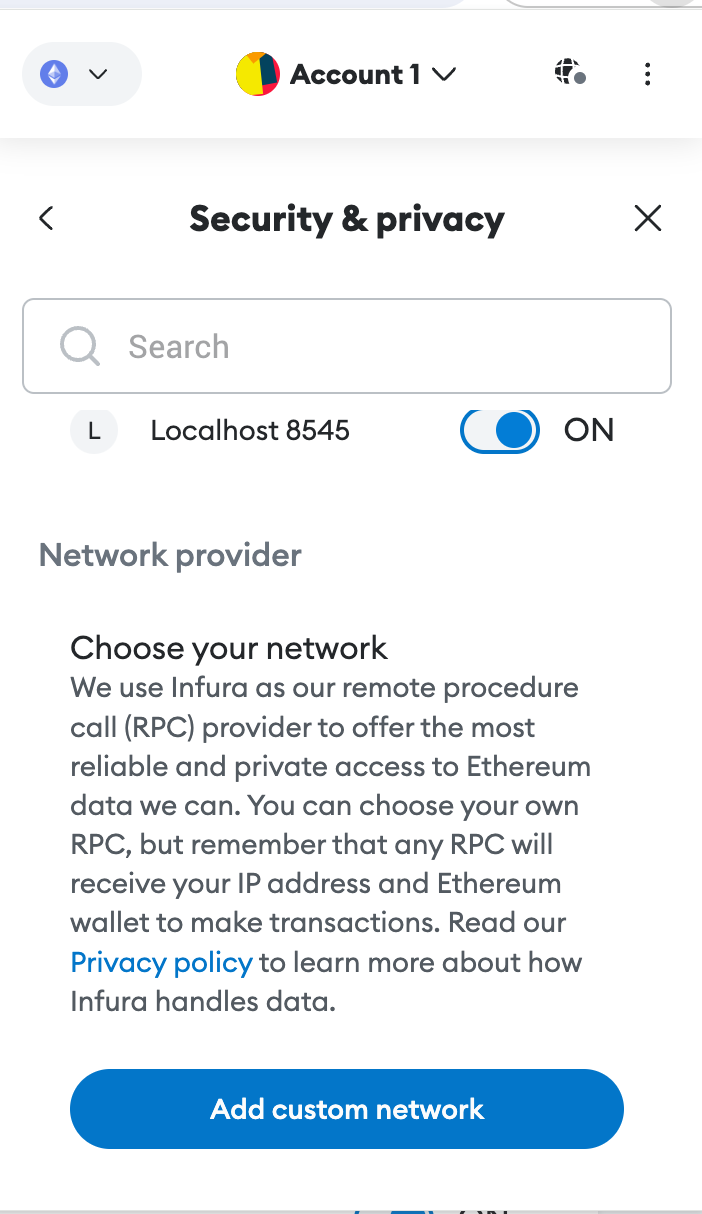 Account 1
Security & privacy
Search
L Localhost 8545 ON
Network provider
Choose your network
We use Infura as our remote procedure
call (RPC) provider to offer the most
reliable and private access to Ethereum
data we can. You can choose your own
RPC, but remember that any RPC will
receive your IP address and Ethereum
wallet to make transactions. Read our
Privacy policy to learn more about how
Infura handles data.
Add custom network